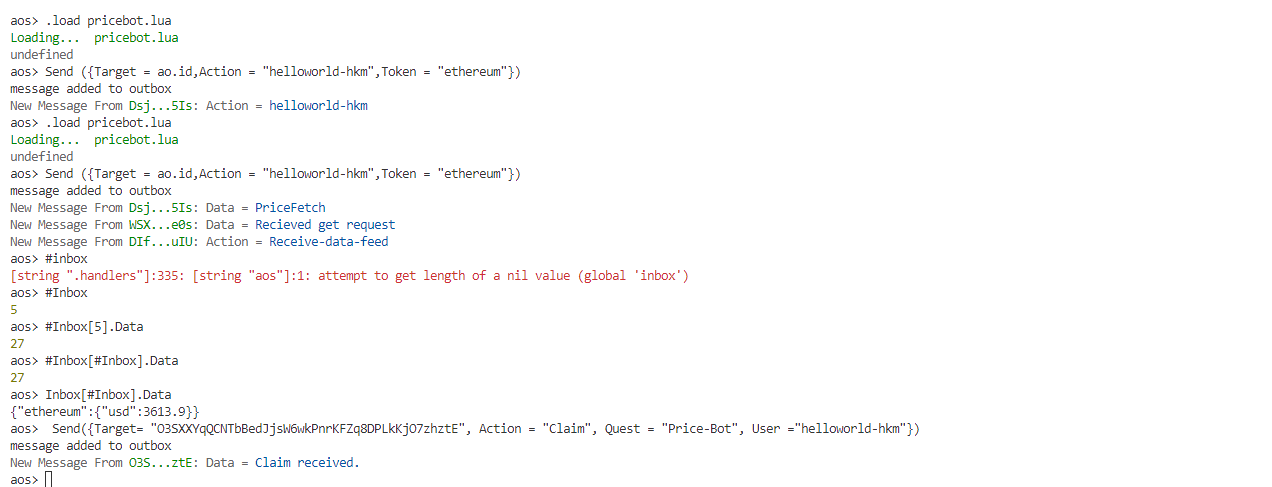 aos> .load pricebot.lua
Loading...  pricebot.lua
undefined
aos> Send ({Target = ao.id,Action = "helloworld-hkm",Token = "ethereum"})
message added to outbox
New Message From Dsj...5Is: Action = helloworld-hkm
aos> .load pricebot.lua
Loading...  pricebot.lua
undefined
aos> Send ({Target = ao.id,Action = "helloworld-hkm",Token = "ethereum"})
message added to outbox
New Message From Dsj...5Is: Data = PriceFetch
New Message From WSX...e0s: Data = Recieved get request
New Message From DIf...uIU: Action = Receive-data-feed
aos> #inbox
[string ".handlers"]:335: [string "aos"]:1: attempt to get length of a nil value (global 'inbox')
aos> #Inbox
5
aos> #Inbox[5].Data
27
aos> #Inbox[#Inbox].Data
27
aos> Inbox[#Inbox].Data
{"ethereum":{"usd":3613.9}}
aos>  Send({Target= "O3SXXYqQCNTbBedJjsW6wkPnrKFZq8DPLkKjO7zhztE", Action = "Claim", Quest = "Price-Bot", User ="helloworld-hkm"})
message added to outbox
New Message From O3S...ztE: Data = Claim received.
aos>